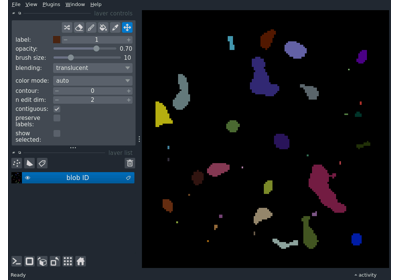 File View Plugins Window Help
layer controls
label: 1
opacity: 0.70
brush size: 10
blending: translucent
color mode: auto
contour: 0
n edit dim: 2
contiguous:
preserve
labels:
show
selected:
layer list
blob ID
Ready
activity